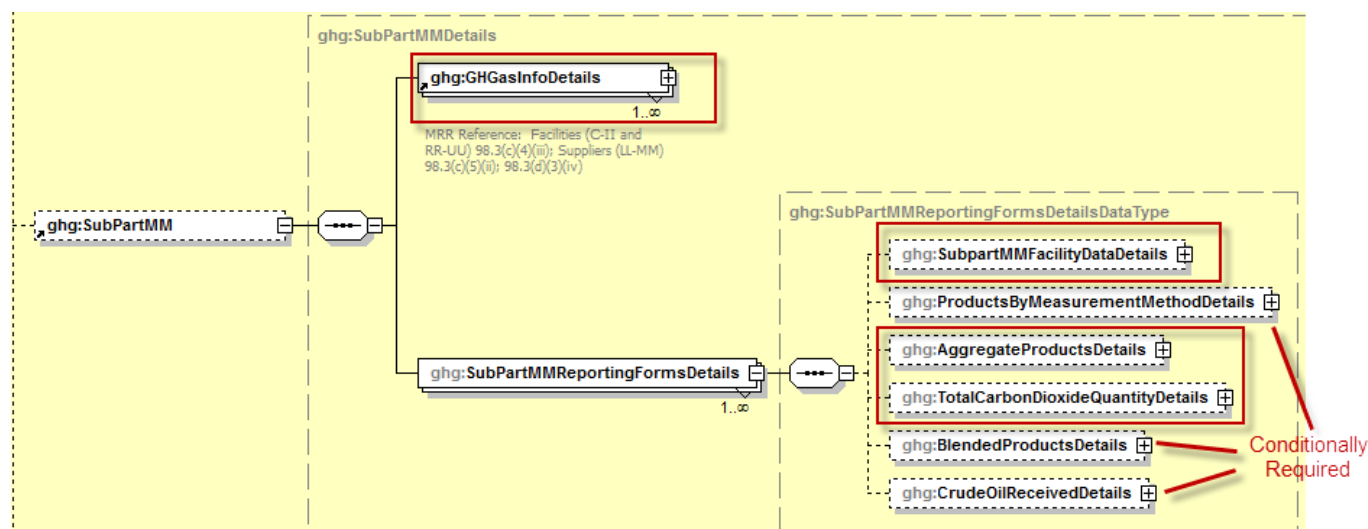 ghg:SubPartMMDetails
ghg:GHGasInfoDetails
1..∞
MRR Reference: Facilities (C-II and
RR-UU) 98.3(c)(4)(iii); Suppliers (LL-MM)
98.3(c)(5)(ii); 98.3(d)(3)(iv)
ghg:SubPartMM
ghg:SubPartMMReportingFormsDetailsDataType
ghg:SubpartMMFacilityDataDetails
ghg:ProductsByMeasurementMethodDetails
ghg:AggregateProductsDetails
ghg:SubPartMMReportingFormsDetails
1..∞
ghg:TotalCarbonDioxideQuantityDetails
ghg:BlendedProductsDetails
ghg:CrudeOilReceivedDetails
Conditionally
Required